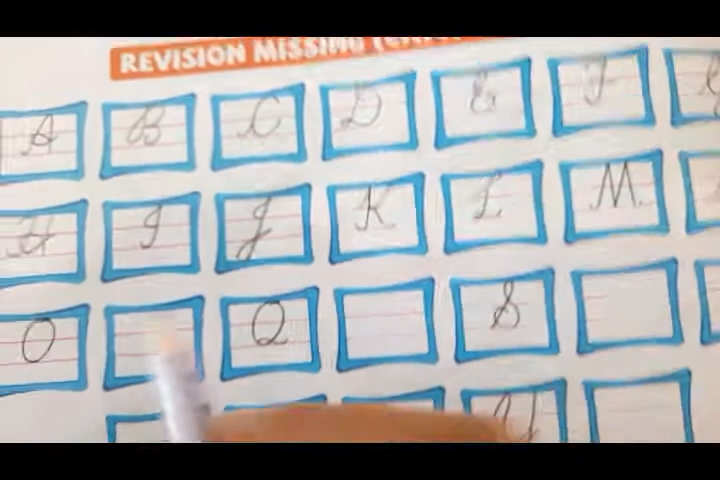 REVISION MISSING
A B C D E F G
H I J K L M
O Q S
Y